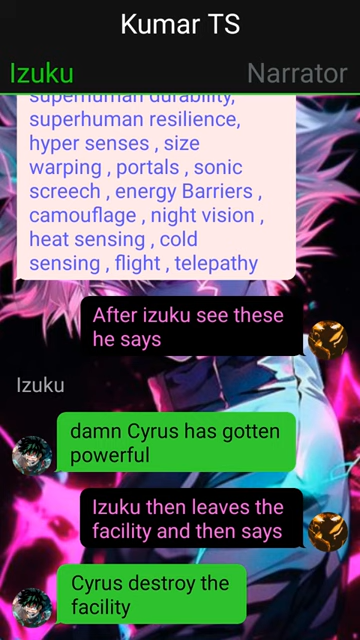 Kumar TS
Izuku
Narrator
superhuman durability,
superhuman resilience,
hyper senses , size
warping , portals , sonic
screech , energy Barriers ,
camouflage , night vision ,
heat sensing , cold
sensing , flight , telepathy
After izuku see these
he says
Izuku
damn Cyrus has gotten
powerful
Izuku then leaves the
facility and then says
Cyrus destroy the
facility